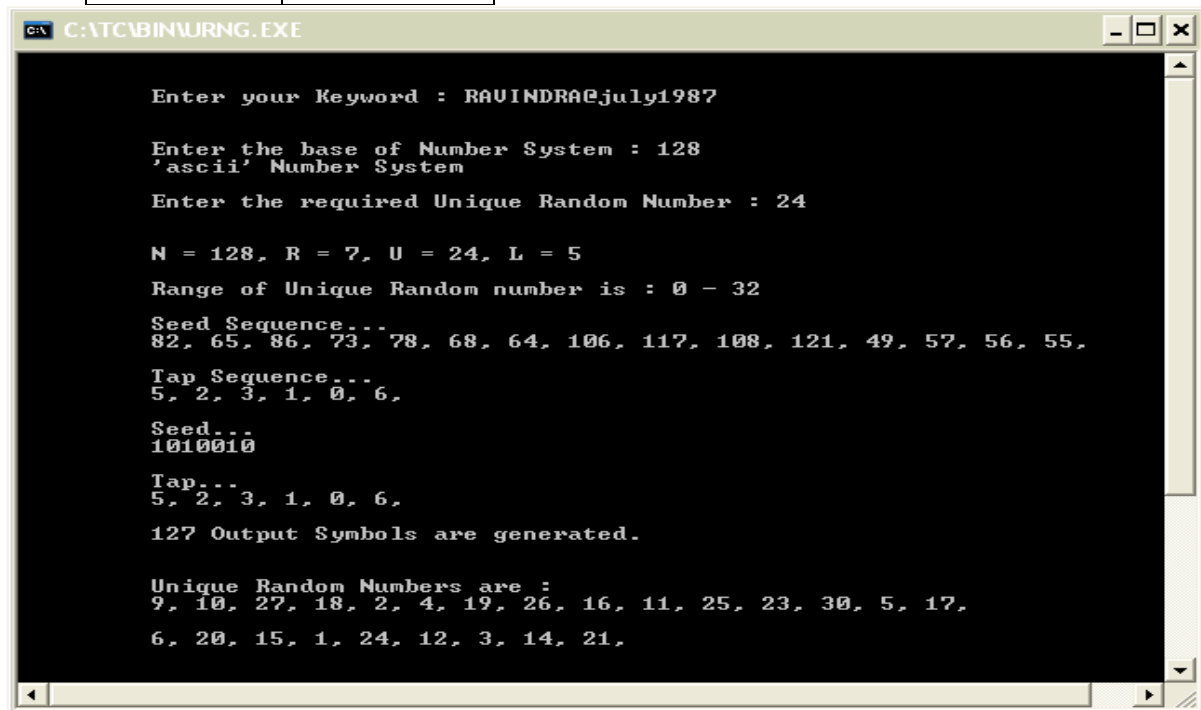 C:\TC\BIN\URNG.EXE
Enter your Keyword : RAVINDRA@july1987
Enter the base of Number System : 128
'ascii' Number System
Enter the required Unique Random Number : 24
N = 128, R = 7, U = 24, L = 5
Range of Unique Random number is : 0 - 32
Seed Sequence...
82, 65, 86, 73, 78, 68, 64, 106, 117, 108, 121, 49, 57, 56, 55,
Tap Sequence...
5, 2, 3, 1, 0, 6,
Seed...
1010010
Tap...
5, 2, 3, 1, 0, 6,
127 Output Symbols are generated.
Unique Random Numbers are :
9, 10, 27, 18, 2, 4, 19, 26, 16, 11, 25, 23, 30, 5, 17,
6, 20, 15, 1, 24, 12, 3, 14, 21,